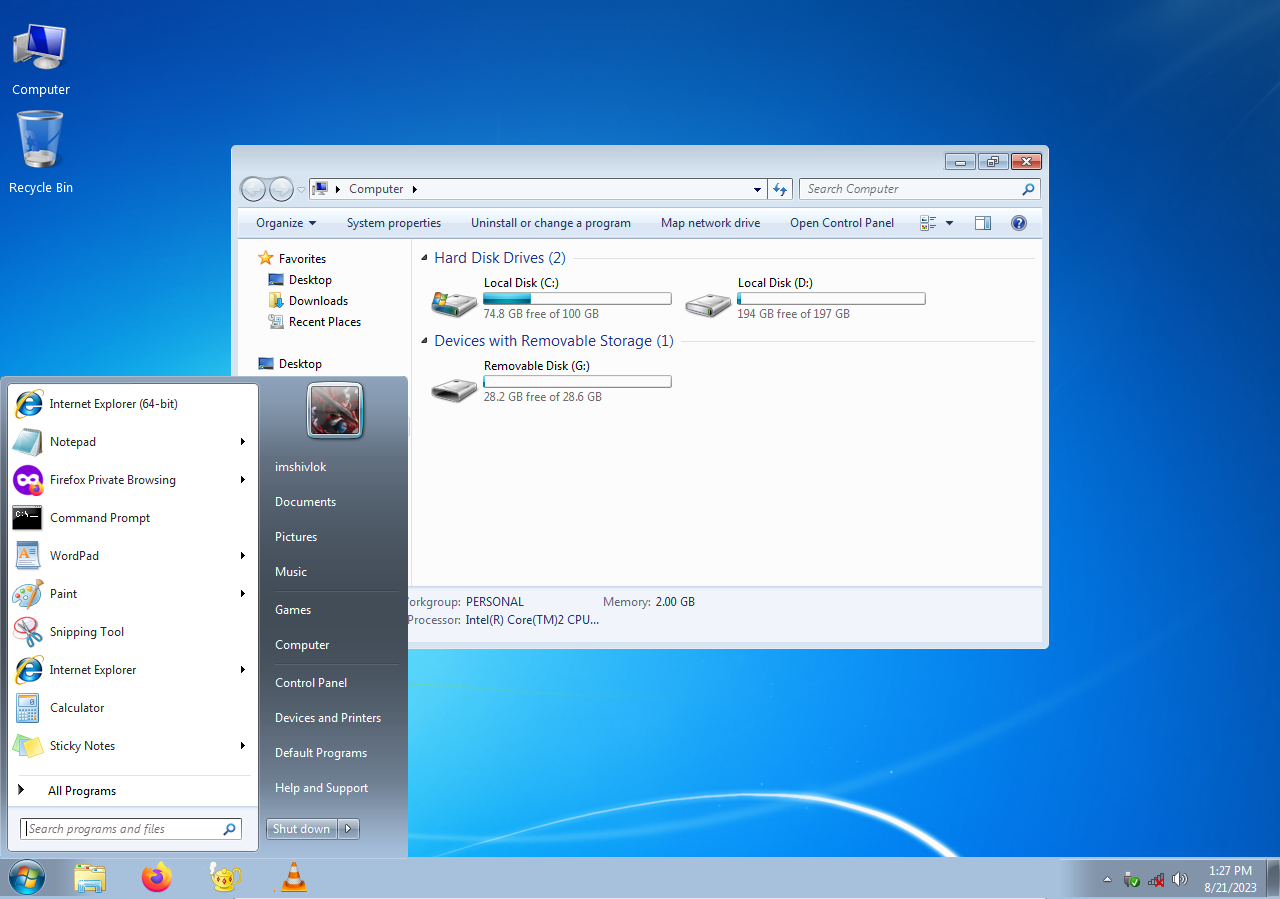 Computer
Recycle Bin
Computer
Search Computer
Organize
System properties
Uninstall or change a program
Map network drive
Open Control Panel
Favorites
Desktop
Downloads
Recent Places
Desktop
Hard Disk Drives (2)
Local Disk (C:)
74.8 GB free of 100 GB
Local Disk (D:)
194 GB free of 197 GB
Devices with Removable Storage (1)
Removable Disk (G:)
28.2 GB free of 28.6 GB
orkgroup: PERSONAL
Memory: 2.00 GB
Processor: Intel(R) Core(TM)2 CPU...
Internet Explorer (64-bit)
Notepad
Firefox Private Browsing
Command Prompt
WordPad
Paint
Snipping Tool
Internet Explorer
Calculator
Sticky Notes
All Programs
Search programs and files
imshivlok
Documents
Pictures
Music
Games
Computer
Control Panel
Devices and Printers
Default Programs
Help and Support
Shut down
1:27 PM
8/21/2023